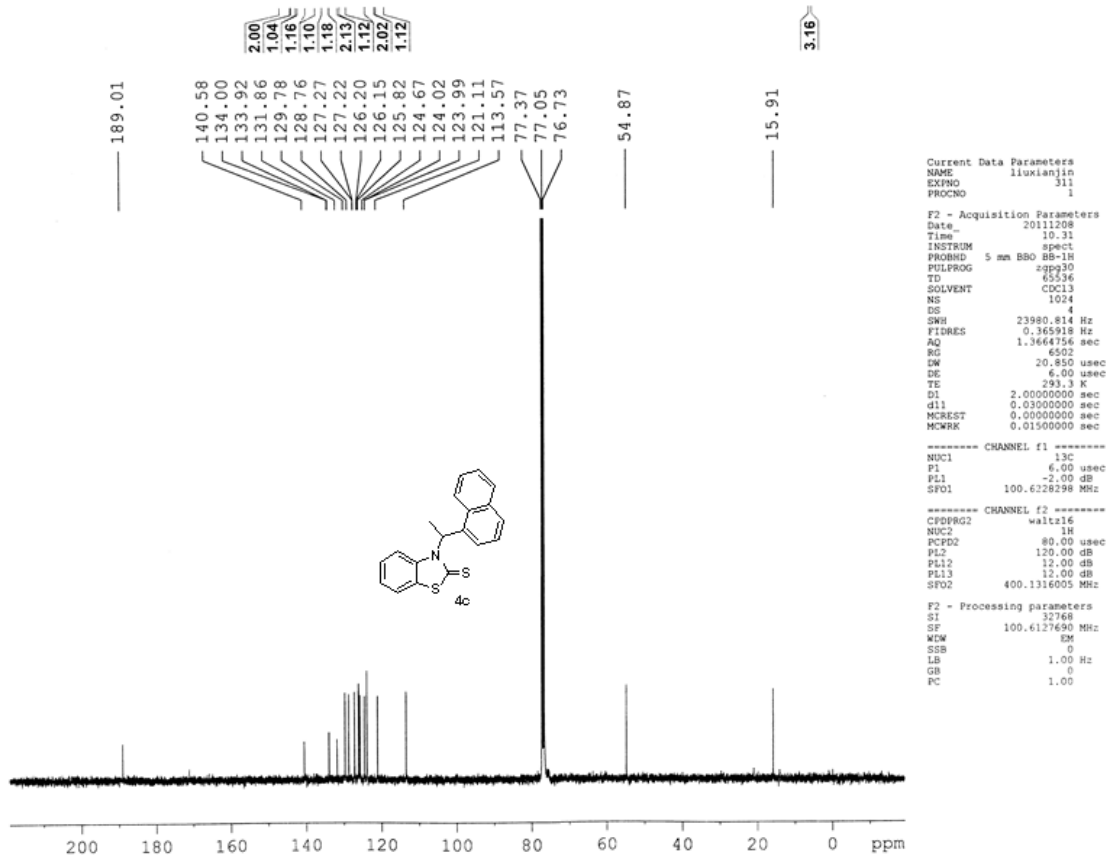 2.00
1.04
1.16
1.10
1.18
2.13
1.12
2.02
1.12
3.16
189.01
140.58
134.00
133.92
131.86
129.78
128.76
127.27
127.22
126.20
126.15
125.82
124.67
124.02
123.99
121.11
113.57
77.37
77.05
76.73
54.87
15.91
Current Data Parameters
NAME liuxianjin
EXPNO 311
PROCNO 1
F2 - Acquisition Parameters
Date_ 20111208
Time 10.31
INSTRUM spect
PROBHD 5 mm BBO BB-1H
PULPROG zgpg30
TD 65536
SOLVENT CDCl3
NS 1024
DS 4
SWH 23980.814 Hz
FIDRES 0.365918 Hz
AQ 1.3664756 sec
RG 6502
DW 20.850 usec
DE 6.00 usec
TE 293.3 K
D1 2.00000000 sec
d11 0.03000000 sec
MCREST 0.00000000 sec
MCWRK 0.01500000 sec
======== CHANNEL f1 ========
NUC1 13C
P1 6.00 usec
PL1 -2.00 dB
SFO1 100.6228298 MHz
======== CHANNEL f2 ========
CPDPRG2 waltz16
NUC2 1H
PCPD2 80.00 usec
PL2 120.00 dB
PL12 12.00 dB
PL13 12.00 dB
SFO2 400.1316005 MHz
F2 - Processing parameters
SI 32768
SF 100.6127690 MHz
WDW EM
SSB 0
LB 1.00 Hz
GB 0
PC 1.00
N
S
S
4c
200 180 160 140 120 100 80 60 40 20 0 ppm